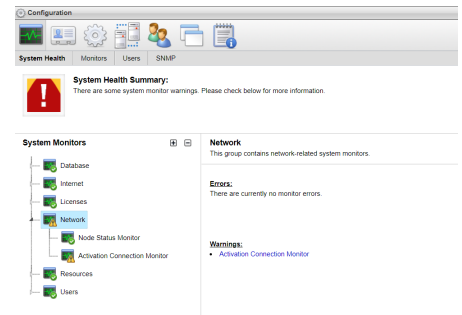 Configuration
System Health Monitors Users SNMP
System Health Summary:
There are some system monitor warnings. Please check below for more information.
System Monitors
Database
Internet
Licenses
Network
Node Status Monitor
Activation Connection Monitor
Resources
Users
Network
This group contains network-related system monitors.
Errors:
There are currently no monitor errors.
Warnings:
Activation Connection Monitor